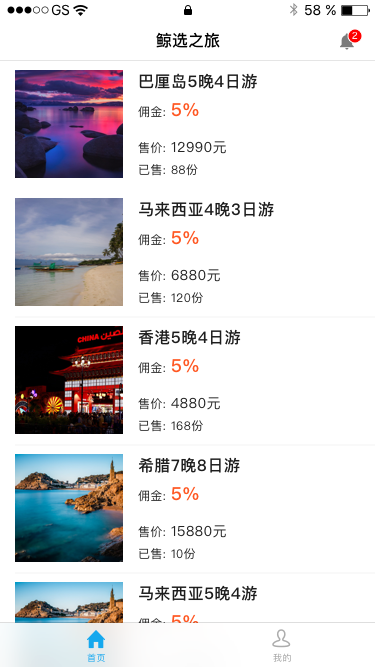 GS
58 %
鲸选之旅
2
巴厘岛5晚4日游
佣金: 5%
售价: 12990元
已售: 88份
马来西亚4晚3日游
佣金: 5%
售价: 6880元
已售: 120份
CHINA الصين
香港5晚4日游
佣金: 5%
售价: 4880元
已售: 168份
希腊7晚8日游
佣金: 5%
售价: 15880元
已售: 10份
马来西亚5晚4游
佣金: 5%
首页
我的